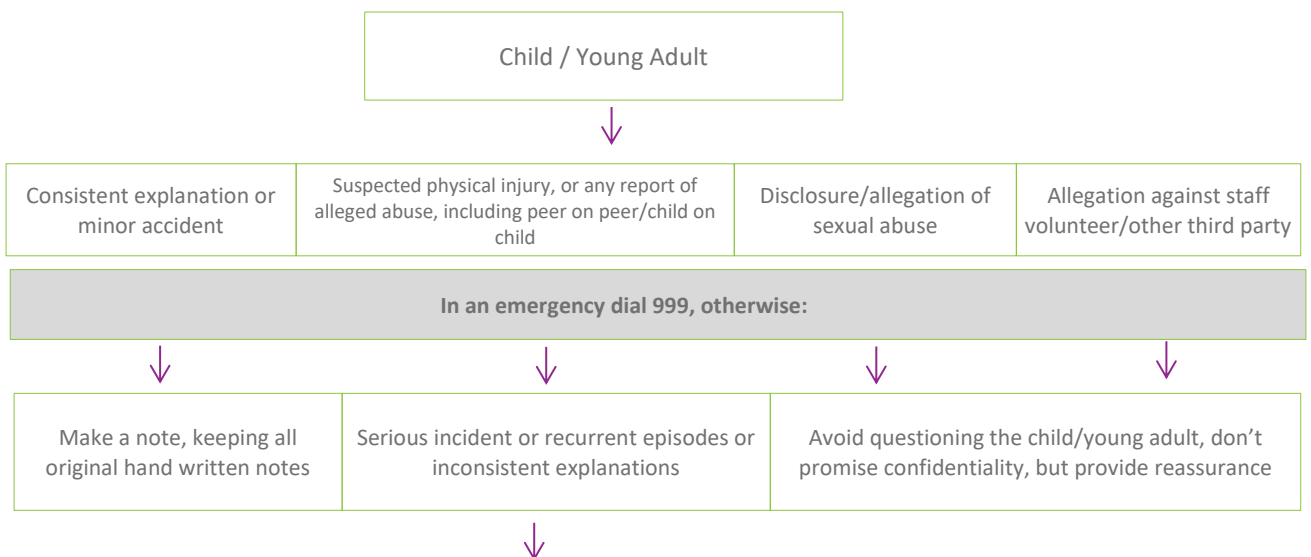 Child / Young Adult
Consistent explanation or
minor accident
Suspected physical injury, or any report of
alleged abuse, including peer on peer/child on
child
Disclosure/allegation of
sexual abuse
Allegation against staff
volunteer/other third party
In an emergency dial 999, otherwise:
Make a note, keeping all
original hand written notes
Serious incident or recurrent episodes or
inconsistent explanations
Avoid questioning the child/young adult, don’t
promise confidentiality, but provide reassurance